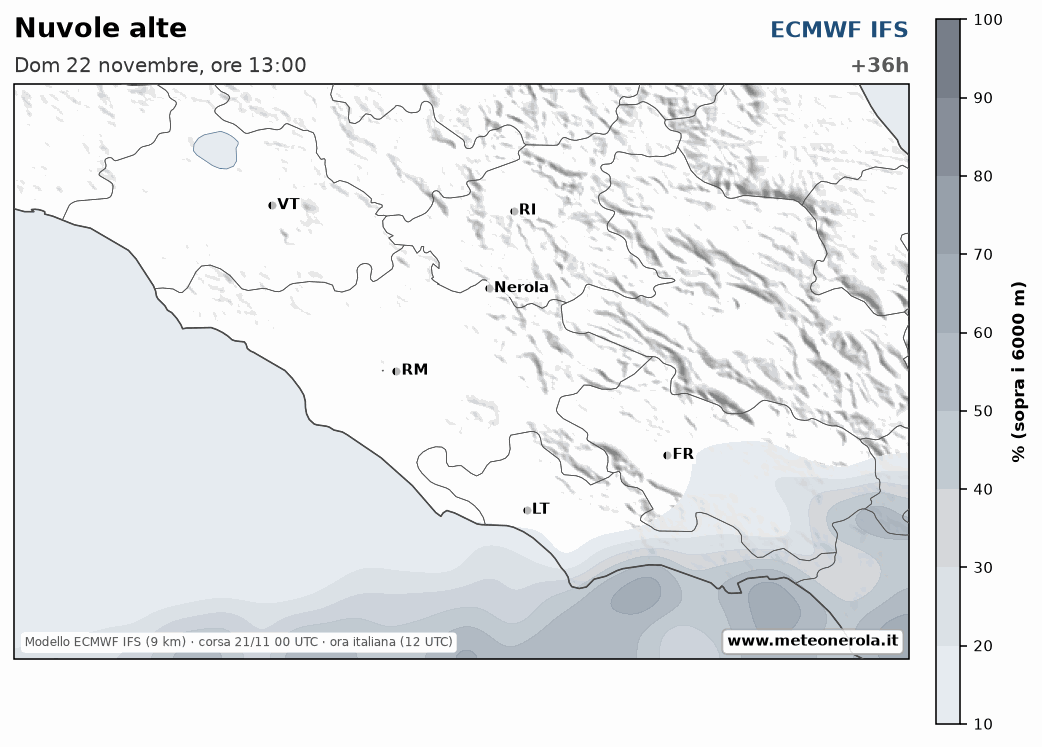 Nuvole alte
ECMWF IFS
Dom 22 novembre, ore 13:00
+36h
100
90
80
70
60
50
40
30
20
10
% (sopra i 6000 m)
VT
RI
Nerola
RM
FR
LT
Modello ECMWF IFS (9 km) · corsa 21/11 00 UTC · ora italiana (12 UTC)
www.meteonerola.it